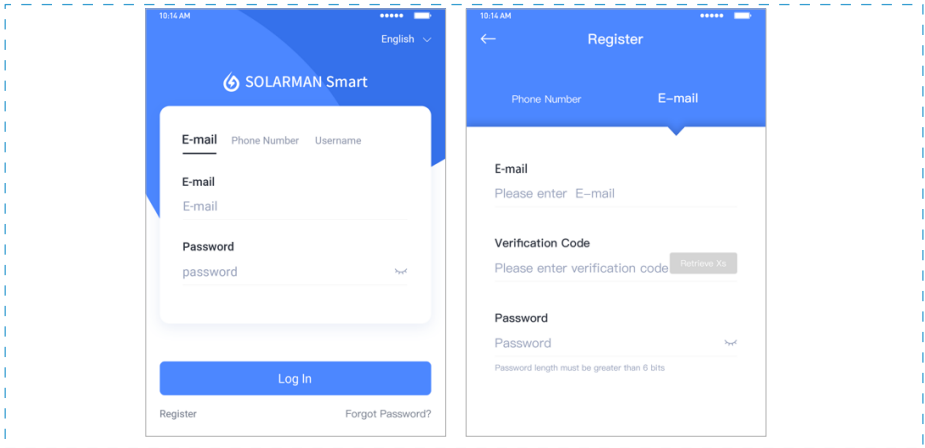 10:14 AM
English
SOLARMAN Smart
E-mail Phone Number Username
E-mail
E-mail
Password
password
Log In
Register Forgot Password?
10:14 AM
Register
Phone Number E-mail
E-mail
Please enter E-mail
Verification Code
Please enter verification code Retrieve Xs
Password
Password
Password length must be greater than 6 bits